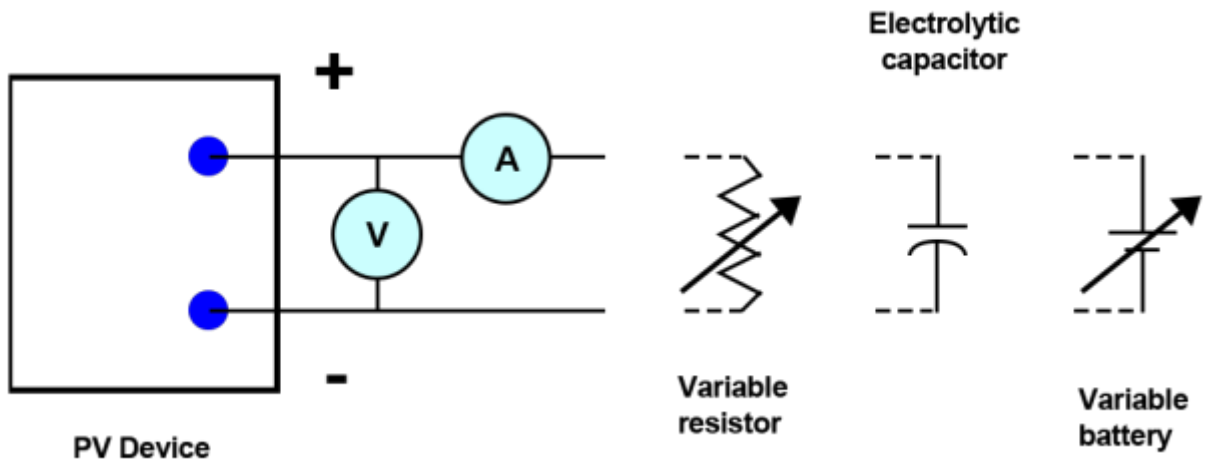 Electrolytic
capacitor
+
A
V
-
Variable
resistor
Variable
battery
PV Device